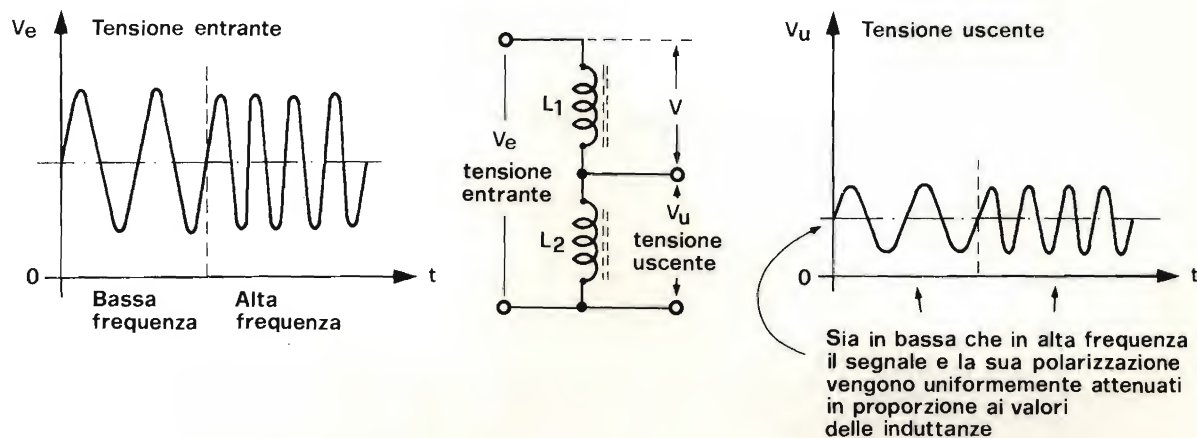 Ve
Tensione entrante
0
t
Bassa
frequenza
Alta
frequenza
L1
V
Ve
tensione
entrante
L2
Vu
tensione
uscente
Vu
Tensione uscente
0
t
Sia in bassa che in alta frequenza
il segnale e la sua polarizzazione
vengono uniformemente attenuati
in proporzione ai valori
delle induttanze